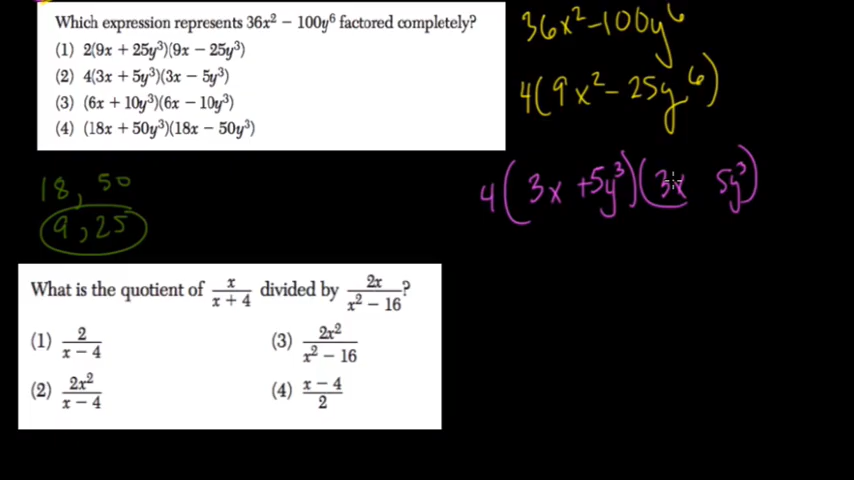 Which expression represents 36x² − 100y⁶ factored completely?
(1) 2(9x + 25y³)(9x − 25y³)
(2) 4(3x + 5y³)(3x − 5y³)
(3) (6x + 10y³)(6x − 10y³)
(4) (18x + 50y³)(18x − 50y³)
36x² − 100y⁶
4(9x² − 25y⁶)
4(3x + 5y³)(3x 5y³)
18, 50
9, 25
What is the quotient of x/(x + 4) divided by 2x/(x² − 16)?
(1) 2/(x − 4)
(2) 2x²/(x − 4)
(3) 2x²/(x² − 16)
(4) (x − 4)/2